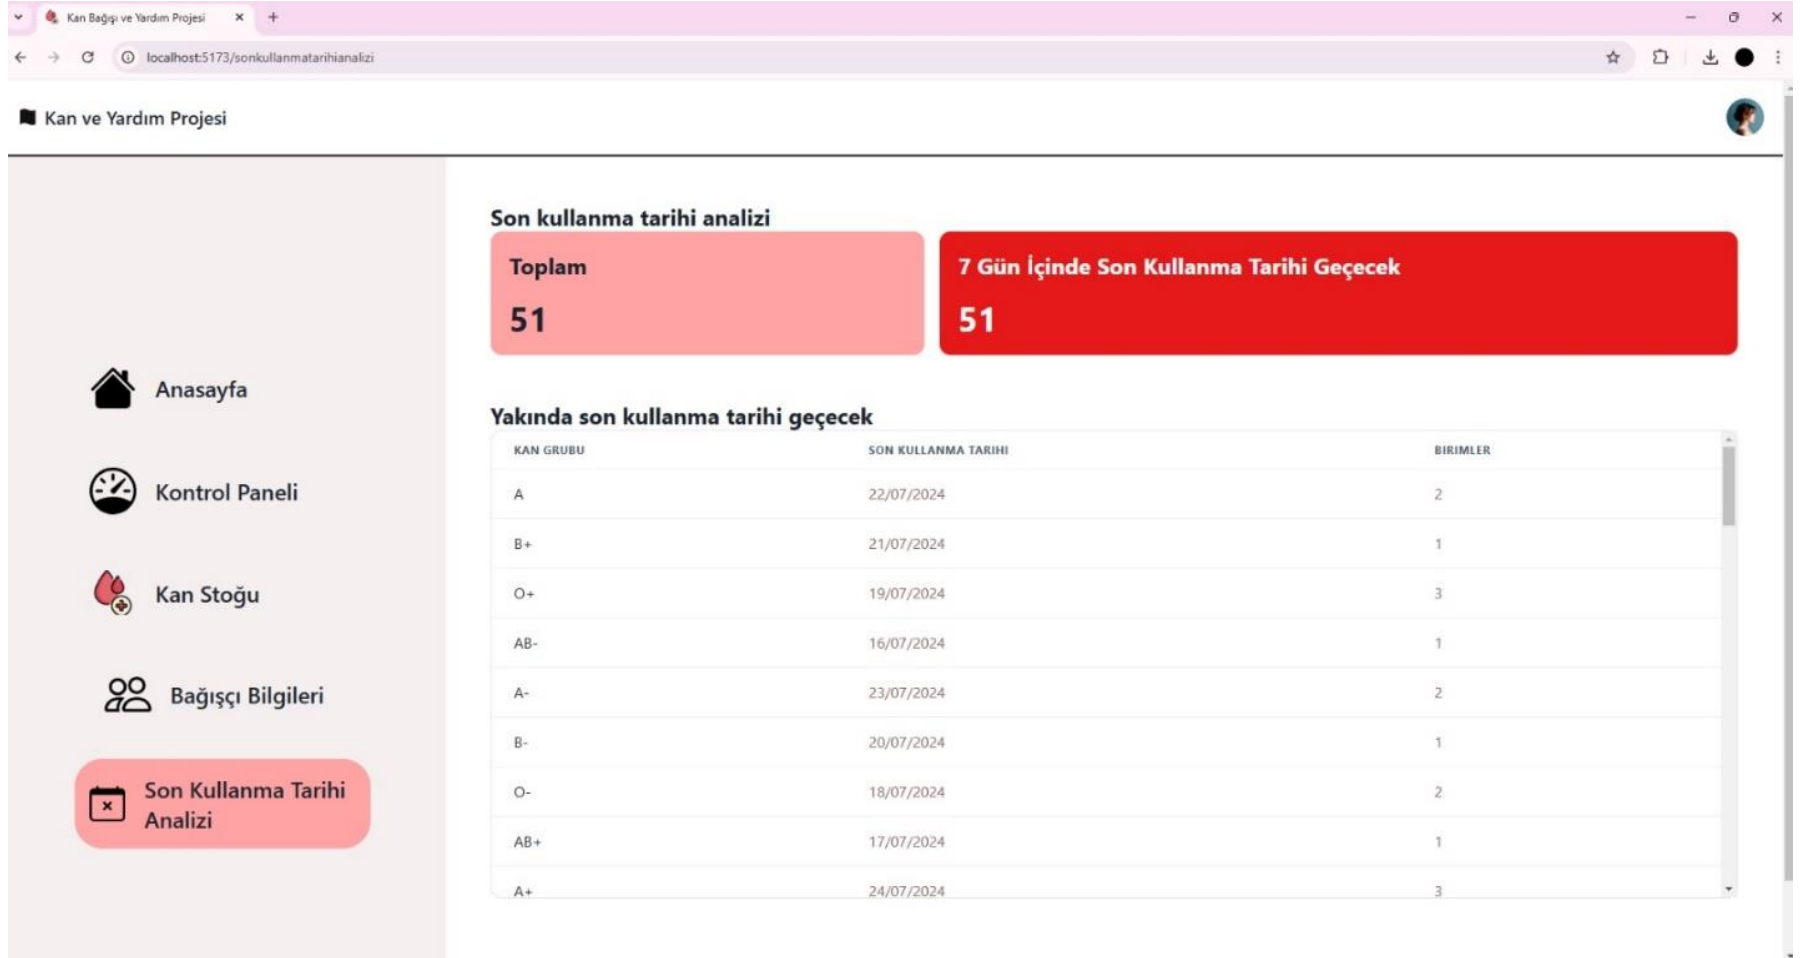 Kan Bağışı ve Yardım Projesi
localhost:5173/sonkullanmatarihianalizi
Kan ve Yardım Projesi
Anasayfa
Kontrol Paneli
Kan Stoğu
Bağışçı Bilgileri
Son Kullanma Tarihi
Analizi
Son kullanma tarihi analizi
Toplam
51
7 Gün İçinde Son Kullanma Tarihi Geçecek
51
Yakında son kullanma tarihi geçecek
KAN GRUBU SON KULLANMA TARIHI BIRIMLER
A 22/07/2024 2
B+ 21/07/2024 1
O+ 19/07/2024 3
AB- 16/07/2024 1
A- 23/07/2024 2
B- 20/07/2024 1
O- 18/07/2024 2
AB+ 17/07/2024 1
A+ 24/07/2024 3